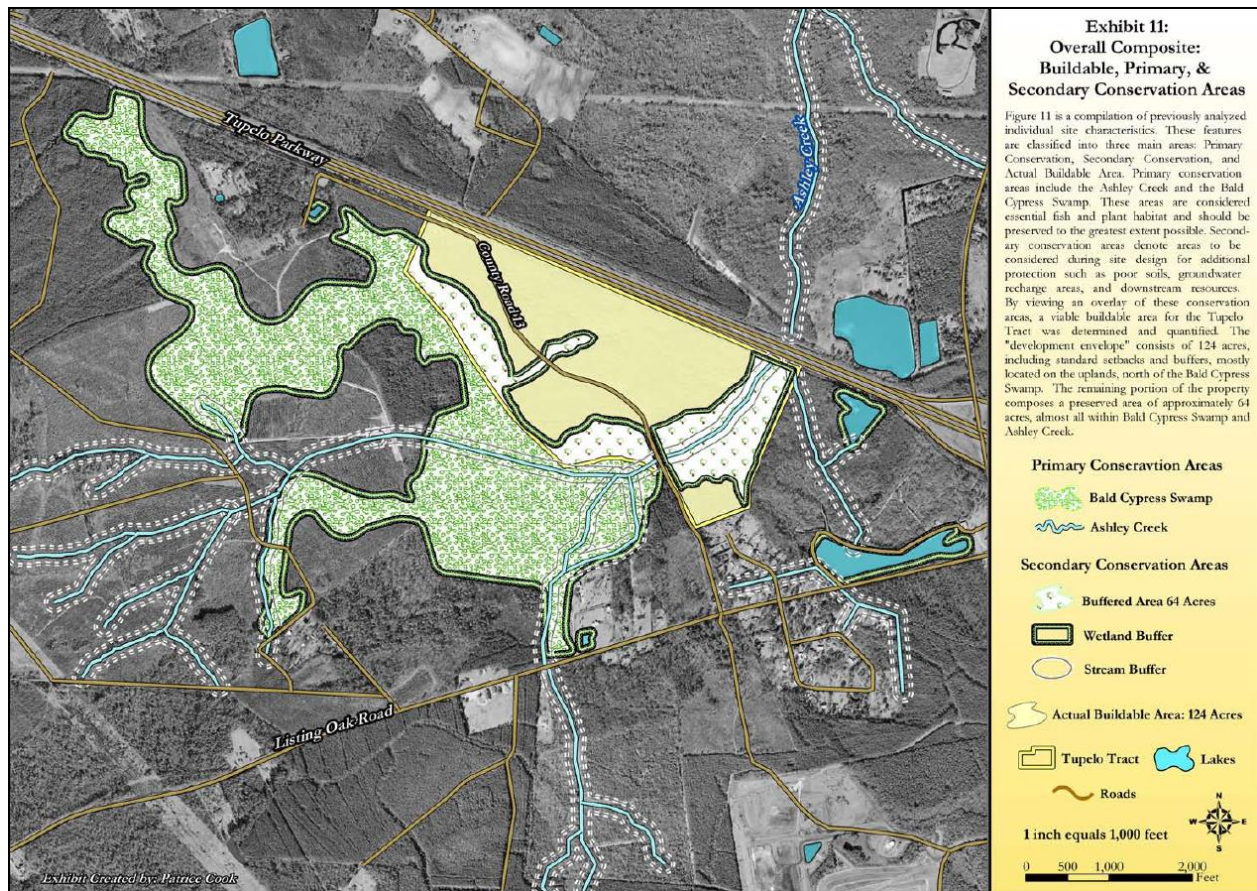 Exhibit 11:
Overall Composite:
Buildable, Primary, &
Secondary Conservation Areas
Figure 11 is a compilation of previously analyzed
individual site characteristics. These features
are classified into three main areas: Primary
Conservation, Secondary Conservation, and
Actual Buildable Area. Primary conservation
areas include the Ashley Creek and the Bald
Cypress Swamp. These areas are considered
essential fish and plant habitat and should be
preserved to the greatest extent possible. Second-
ary conservation areas denote areas to be
considered during site design for additional
protection such as poor soils, groundwater
recharge areas, and downstream resources.
By viewing an overlay of these conservation
areas, a viable buildable area for the Tupelo
Tract was determined and quantified. The
"development envelope" consists of 124 acres,
including standard setbacks and buffers, mostly
located on the uplands, north of the Bald Cypress
Swamp. The remaining portion of the property
composes a preserved area of approximately 64
acres, almost all within Bald Cypress Swamp and
Ashley Creek.
Primary Conseravtion Areas
Bald Cypress Swamp
Ashley Creek
Secondary Conservation Areas
Buffered Area 64 Acres
Wetland Buffer
Stream Buffer
Actual Buildable Area: 124 Acres
Tupelo Tract
Lakes
Roads
N
W E
S
1 inch equals 1,000 feet
0 500 1,000 2,000
Feet
Tupelo Parkway
County Road 13
Ashley Creek
Listing Oak Road
Exhibit Created by: Patrice Cook